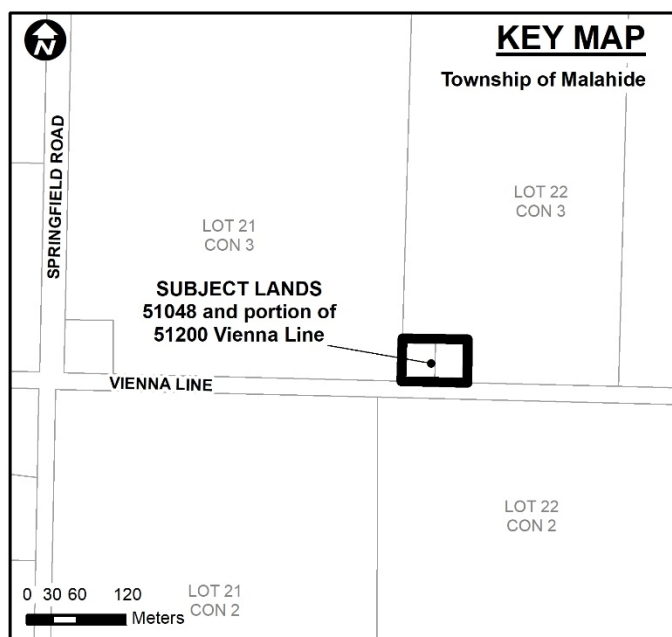 N
KEY MAP
Township of Malahide
SPRINGFIELD ROAD
LOT 22
CON 3
LOT 21
CON 3
SUBJECT LANDS
51048 and portion of
51200 Vienna Line
VIENNA LINE
LOT 22
CON 2
LOT 21
CON 2
0 30 60 120
Meters